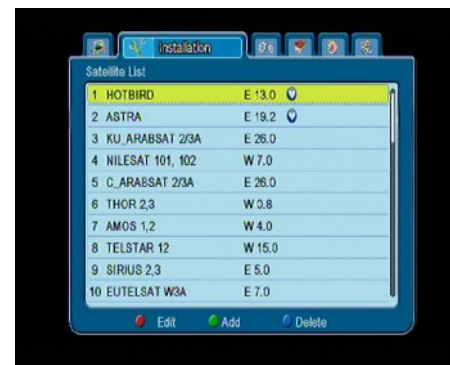 Installation
Satellite List
1 HOTBIRD E 13.0
2 ASTRA E 19.2
3 KU_ARABSAT 2/3A E 26.0
4 NILESAT 101, 102 W 7.0
5 C_ARABSAT 2/3A E 26.0
6 THOR 2,3 W 0.8
7 AMOS 1,2 W 4.0
8 TELSTAR 12 W 15.0
9 SIRIUS 2,3 E 5.0
10 EUTELSAT W3A E 7.0
Edit Add Delete